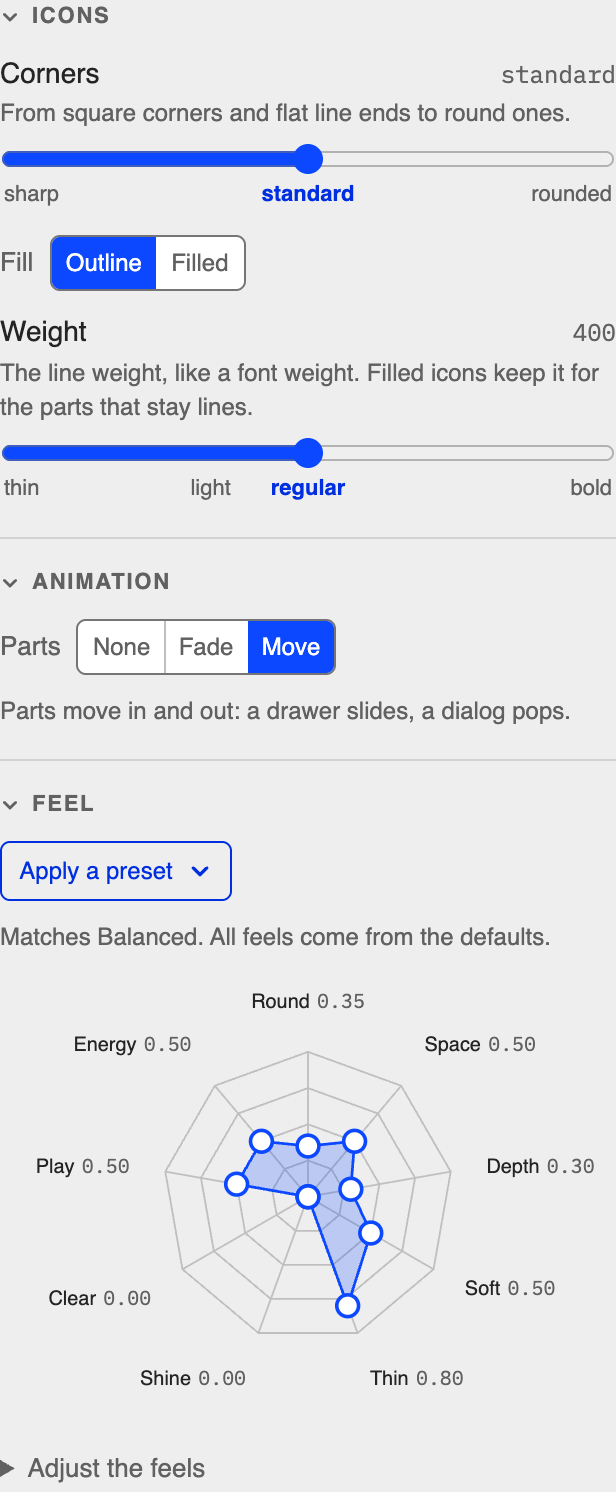 ICONS
Corners standard
From square corners and flat line ends to round ones.
sharp standard rounded
Fill Outline Filled
Weight 400
The line weight, like a font weight. Filled icons keep it for
the parts that stay lines.
thin light regular bold
ANIMATION
Parts None Fade Move
Parts move in and out: a drawer slides, a dialog pops.
FEEL
Apply a preset
Matches Balanced. All feels come from the defaults.
Round 0.35
Energy 0.50 Space 0.50
Play 0.50 Depth 0.30
Clear 0.00 Soft 0.50
Shine 0.00 Thin 0.80
Adjust the feels